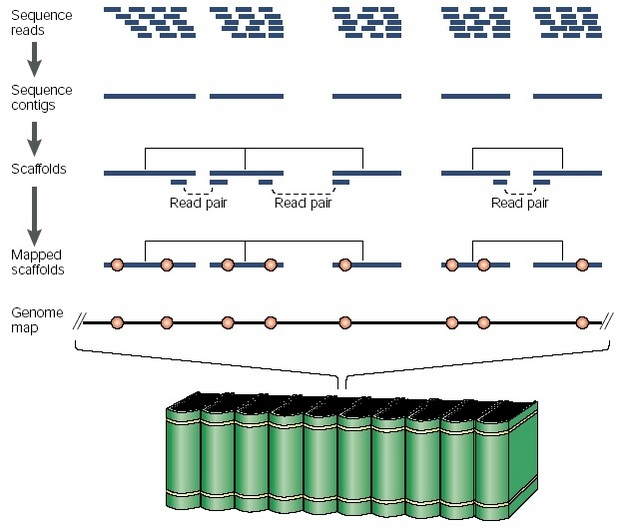 Sequence
reads
Sequence
contigs
Scaffolds
Read pair
Read pair
Read pair
Mapped
scaffolds
Genome
map